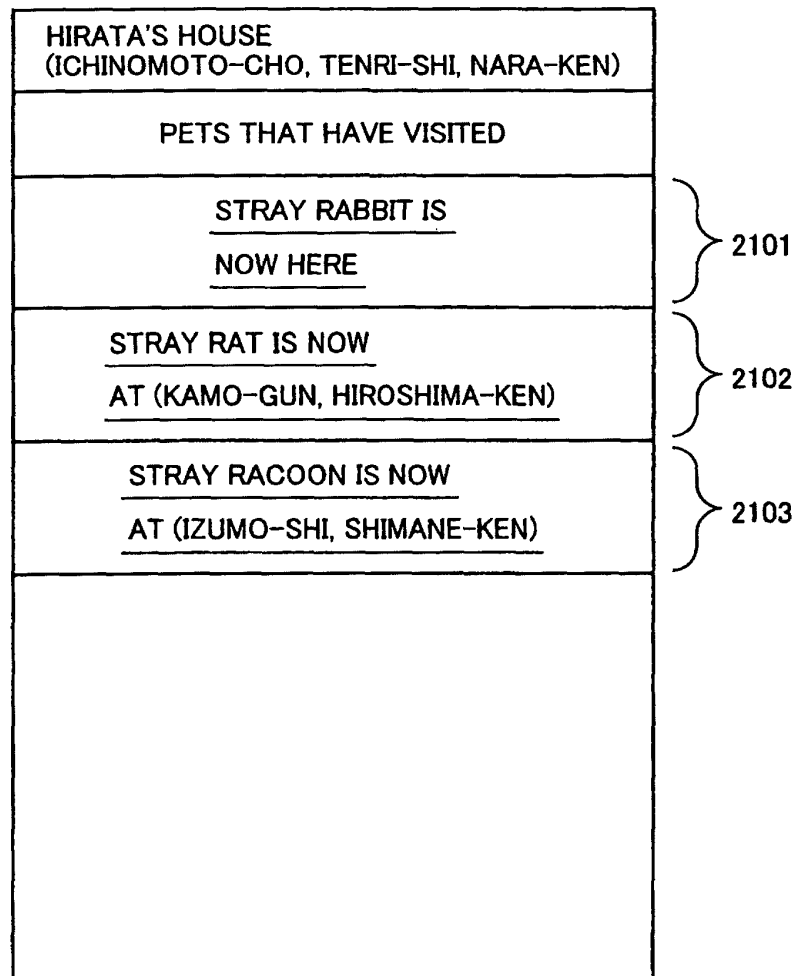 HIRATA'S HOUSE
(ICHINOMOTO-CHO, TENRI-SHI, NARA-KEN)
PETS THAT HAVE VISITED
STRAY RABBIT IS
NOW HERE
2101
STRAY RAT IS NOW
AT (KAMO-GUN, HIROSHIMA-KEN)
2102
STRAY RACOON IS NOW
AT (IZUMO-SHI, SHIMANE-KEN)
2103